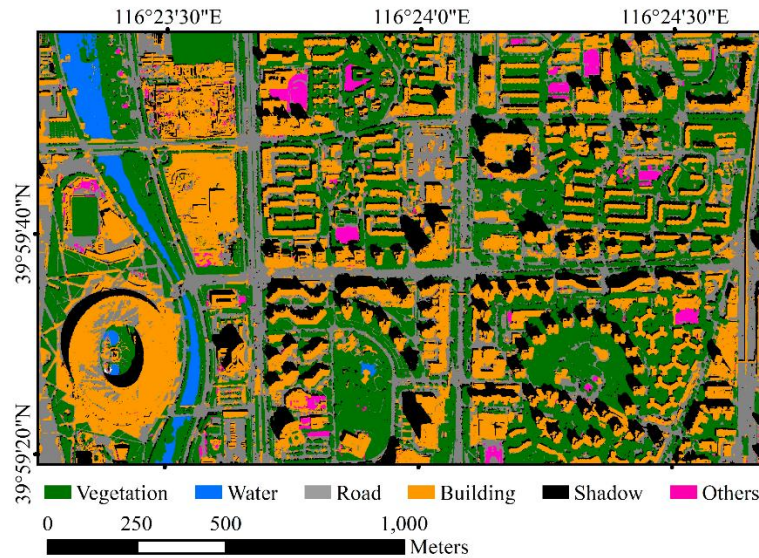 116°23'30"E 116°24'0"E 116°24'30"E
39°59'40"N
39°59'20"N
Vegetation Water Road Building Shadow Others
0 250 500 1,000
Meters